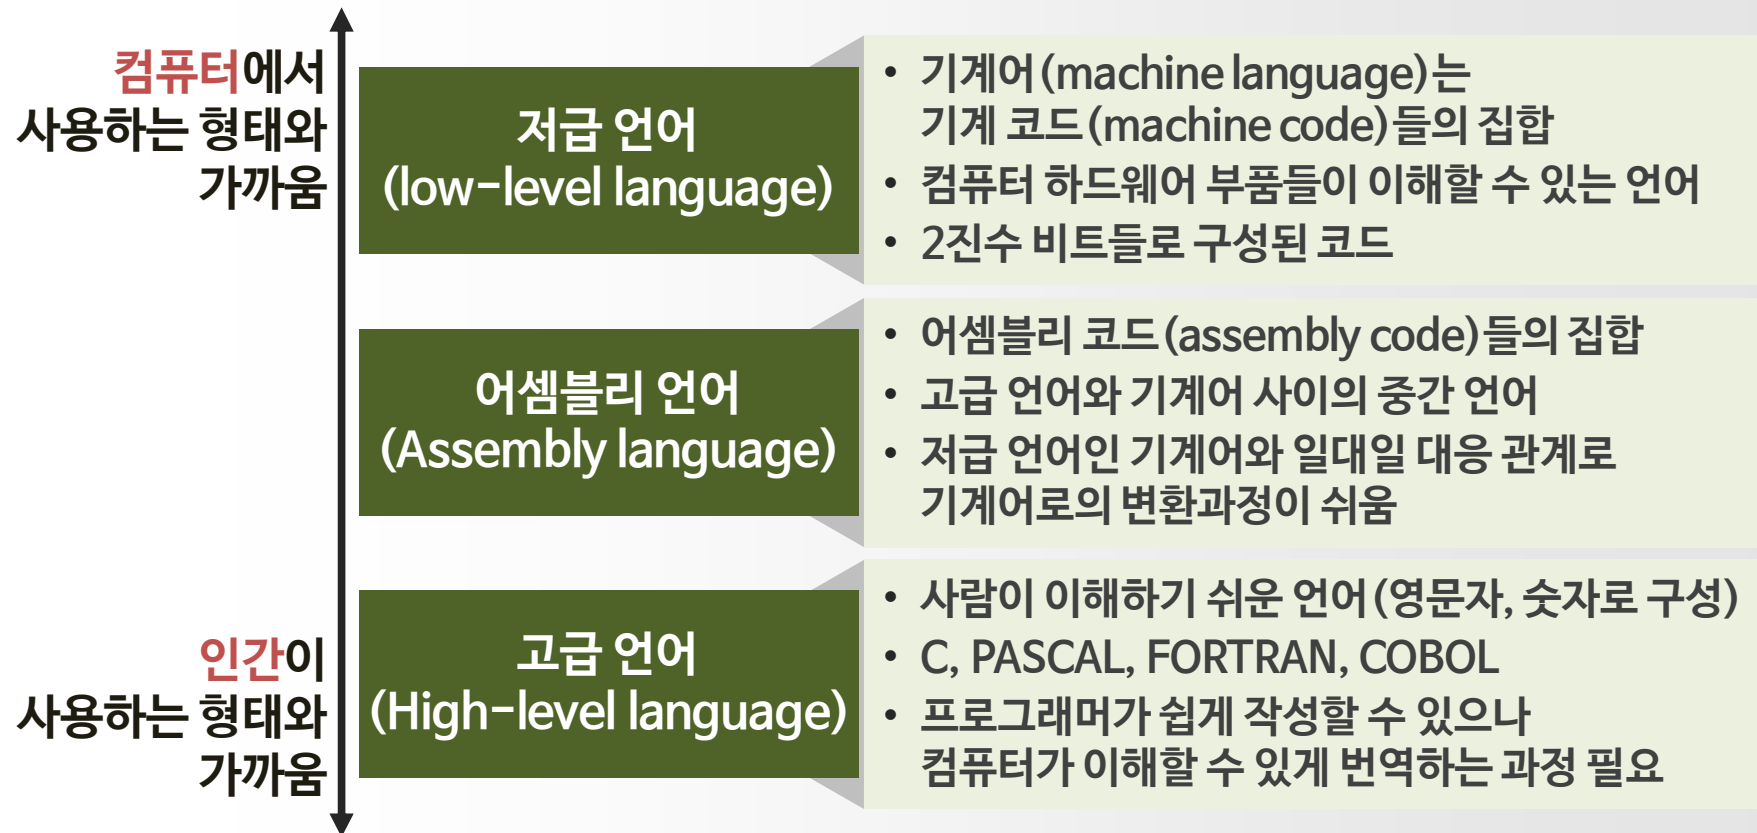 컴퓨터에서
사용하는 형태와
가까움
저급 언어
(low-level language)
• 기계어(machine language)는
기계 코드(machine code)들의 집합
• 컴퓨터 하드웨어 부품들이 이해할 수 있는 언어
• 2진수 비트들로 구성된 코드
어셈블리 언어
(Assembly language)
• 어셈블리 코드(assembly code)들의 집합
• 고급 언어와 기계어 사이의 중간 언어
• 저급 언어인 기계어와 일대일 대응 관계로
기계어로의 변환과정이 쉬움
인간이
사용하는 형태와
가까움
고급 언어
(High-level language)
• 사람이 이해하기 쉬운 언어(영문자, 숫자로 구성)
• C, PASCAL, FORTRAN, COBOL
• 프로그래머가 쉽게 작성할 수 있으나
컴퓨터가 이해할 수 있게 번역하는 과정 필요